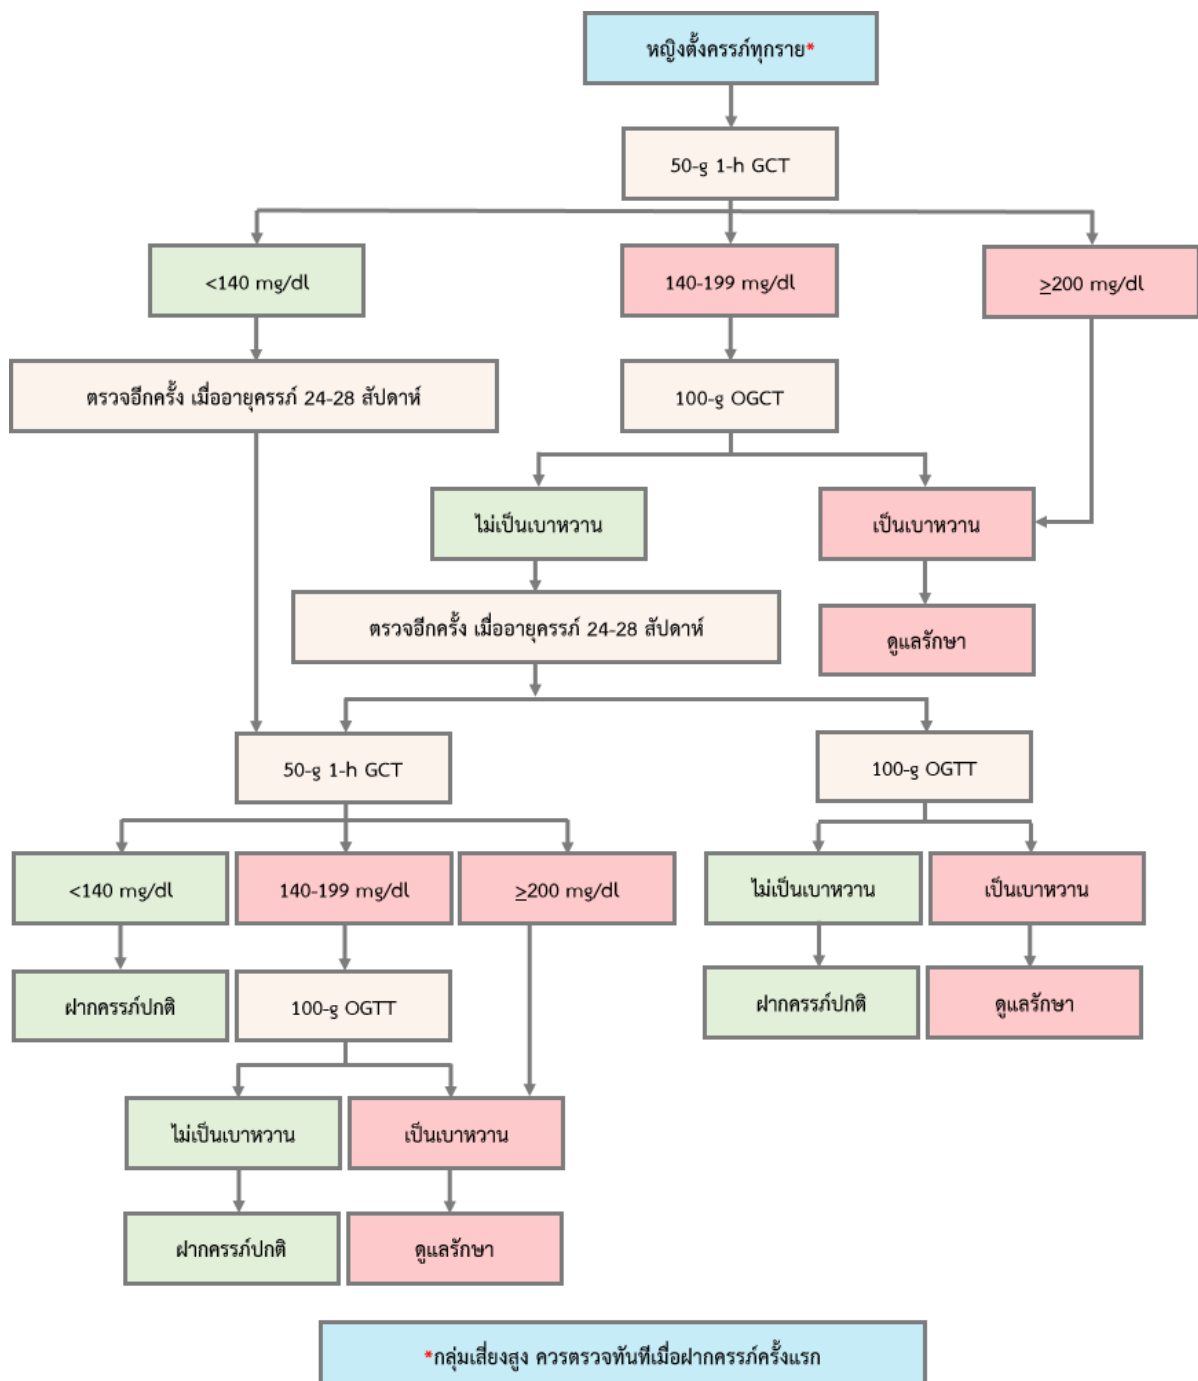 หญิงตั้งครรภ์ทุกราย*
50-g 1-h GCT
<140 mg/dl
140-199 mg/dl
≥200 mg/dl
ตรวจอีกครั้ง เมื่ออายุครรภ์ 24-28 สัปดาห์
100-g OGCT
ไม่เป็นเบาหวาน
เป็นเบาหวาน
ตรวจอีกครั้ง เมื่ออายุครรภ์ 24-28 สัปดาห์
ดูแลรักษา
50-g 1-h GCT
100-g OGTT
<140 mg/dl
140-199 mg/dl
≥200 mg/dl
ไม่เป็นเบาหวาน
เป็นเบาหวาน
ฝากครรภ์ปกติ
100-g OGTT
ฝากครรภ์ปกติ
ดูแลรักษา
ไม่เป็นเบาหวาน
เป็นเบาหวาน
ฝากครรภ์ปกติ
ดูแลรักษา
*กลุ่มเสี่ยงสูง ควรตรวจทันทีเมื่อฝากครรภ์ครั้งแรก